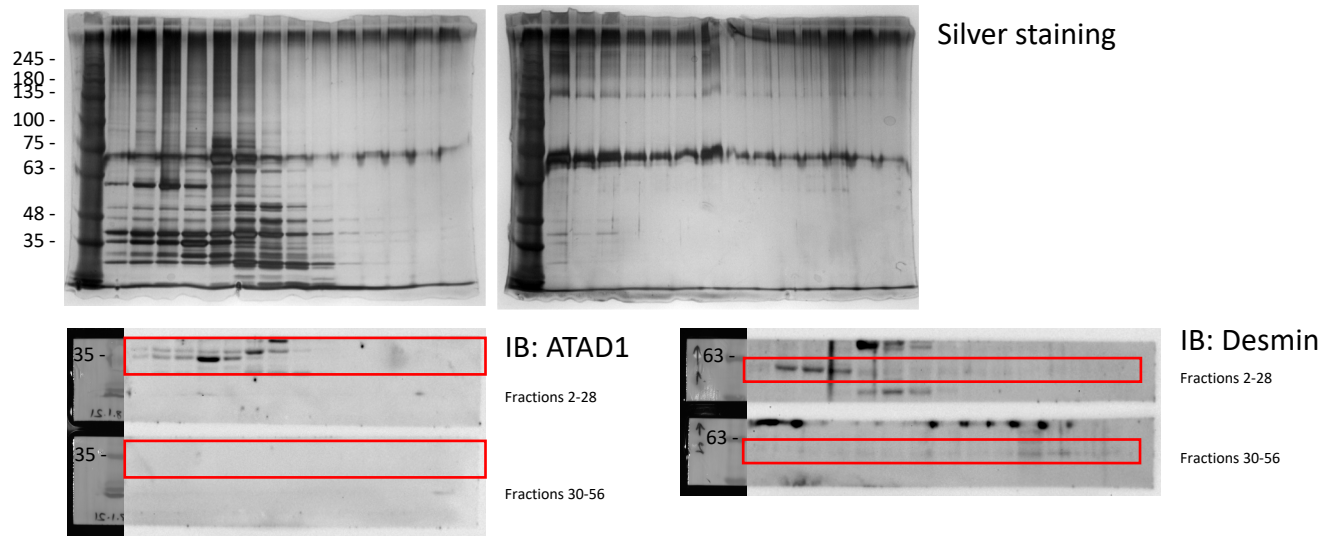 Silver staining
245 -
180 -
135 -
100 -
75 -
63 -
48 -
35 -
35 -
IB: ATAD1
Fractions 2-28
35 -
Fractions 30-56
63 -
IB: Desmin
Fractions 2-28
63 -
Fractions 30-56